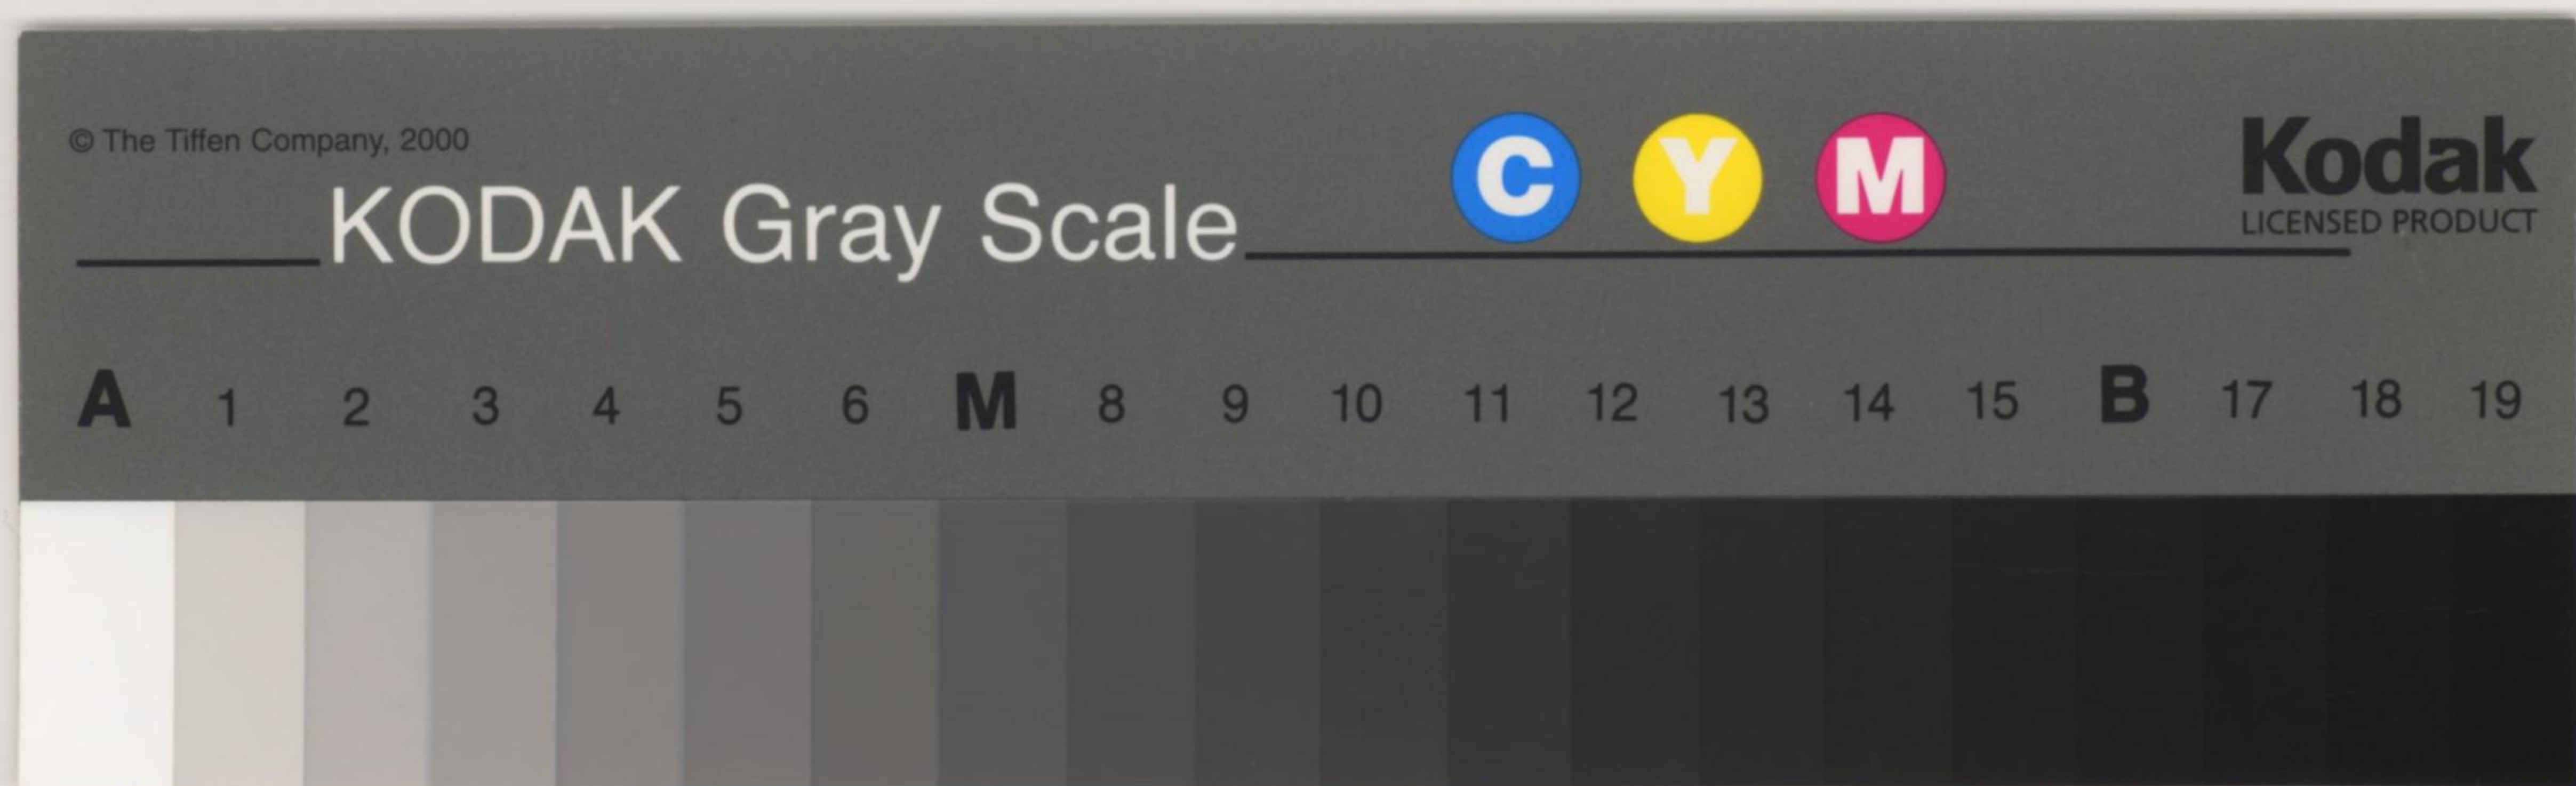 © The Tiffen Company, 2000
KODAK Gray Scale
C Y M
Kodak
LICENSED PRODUCT
A 1 2 3 4 5 6 M 8 9 10 11 12 13 14 15 B 17 18 19